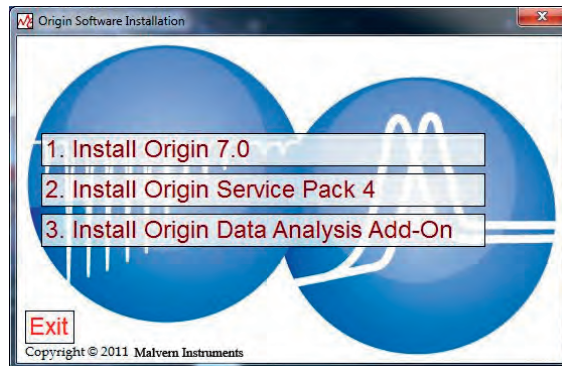 Origin Software Installation
1. Install Origin 7.0
2. Install Origin Service Pack 4
3. Install Origin Data Analysis Add-On
Exit
Copyright © 2011 Malvern Instruments